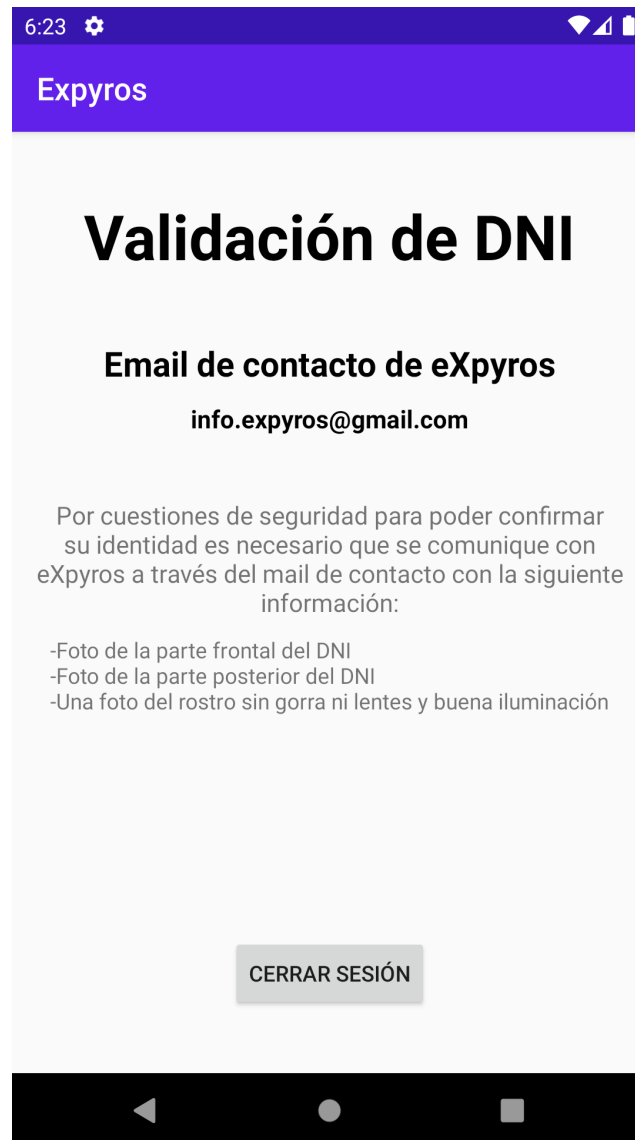 6:23
Expyros
Validación de DNI
Email de contacto de eXpyros
info.expyros@gmail.com
Por cuestiones de seguridad para poder confirmar
su identidad es necesario que se comunique con
eXpyros a través del mail de contacto con la siguiente
información:
-Foto de la parte frontal del DNI
-Foto de la parte posterior del DNI
-Una foto del rostro sin gorra ni lentes y buena iluminación
CERRAR SESIÓN